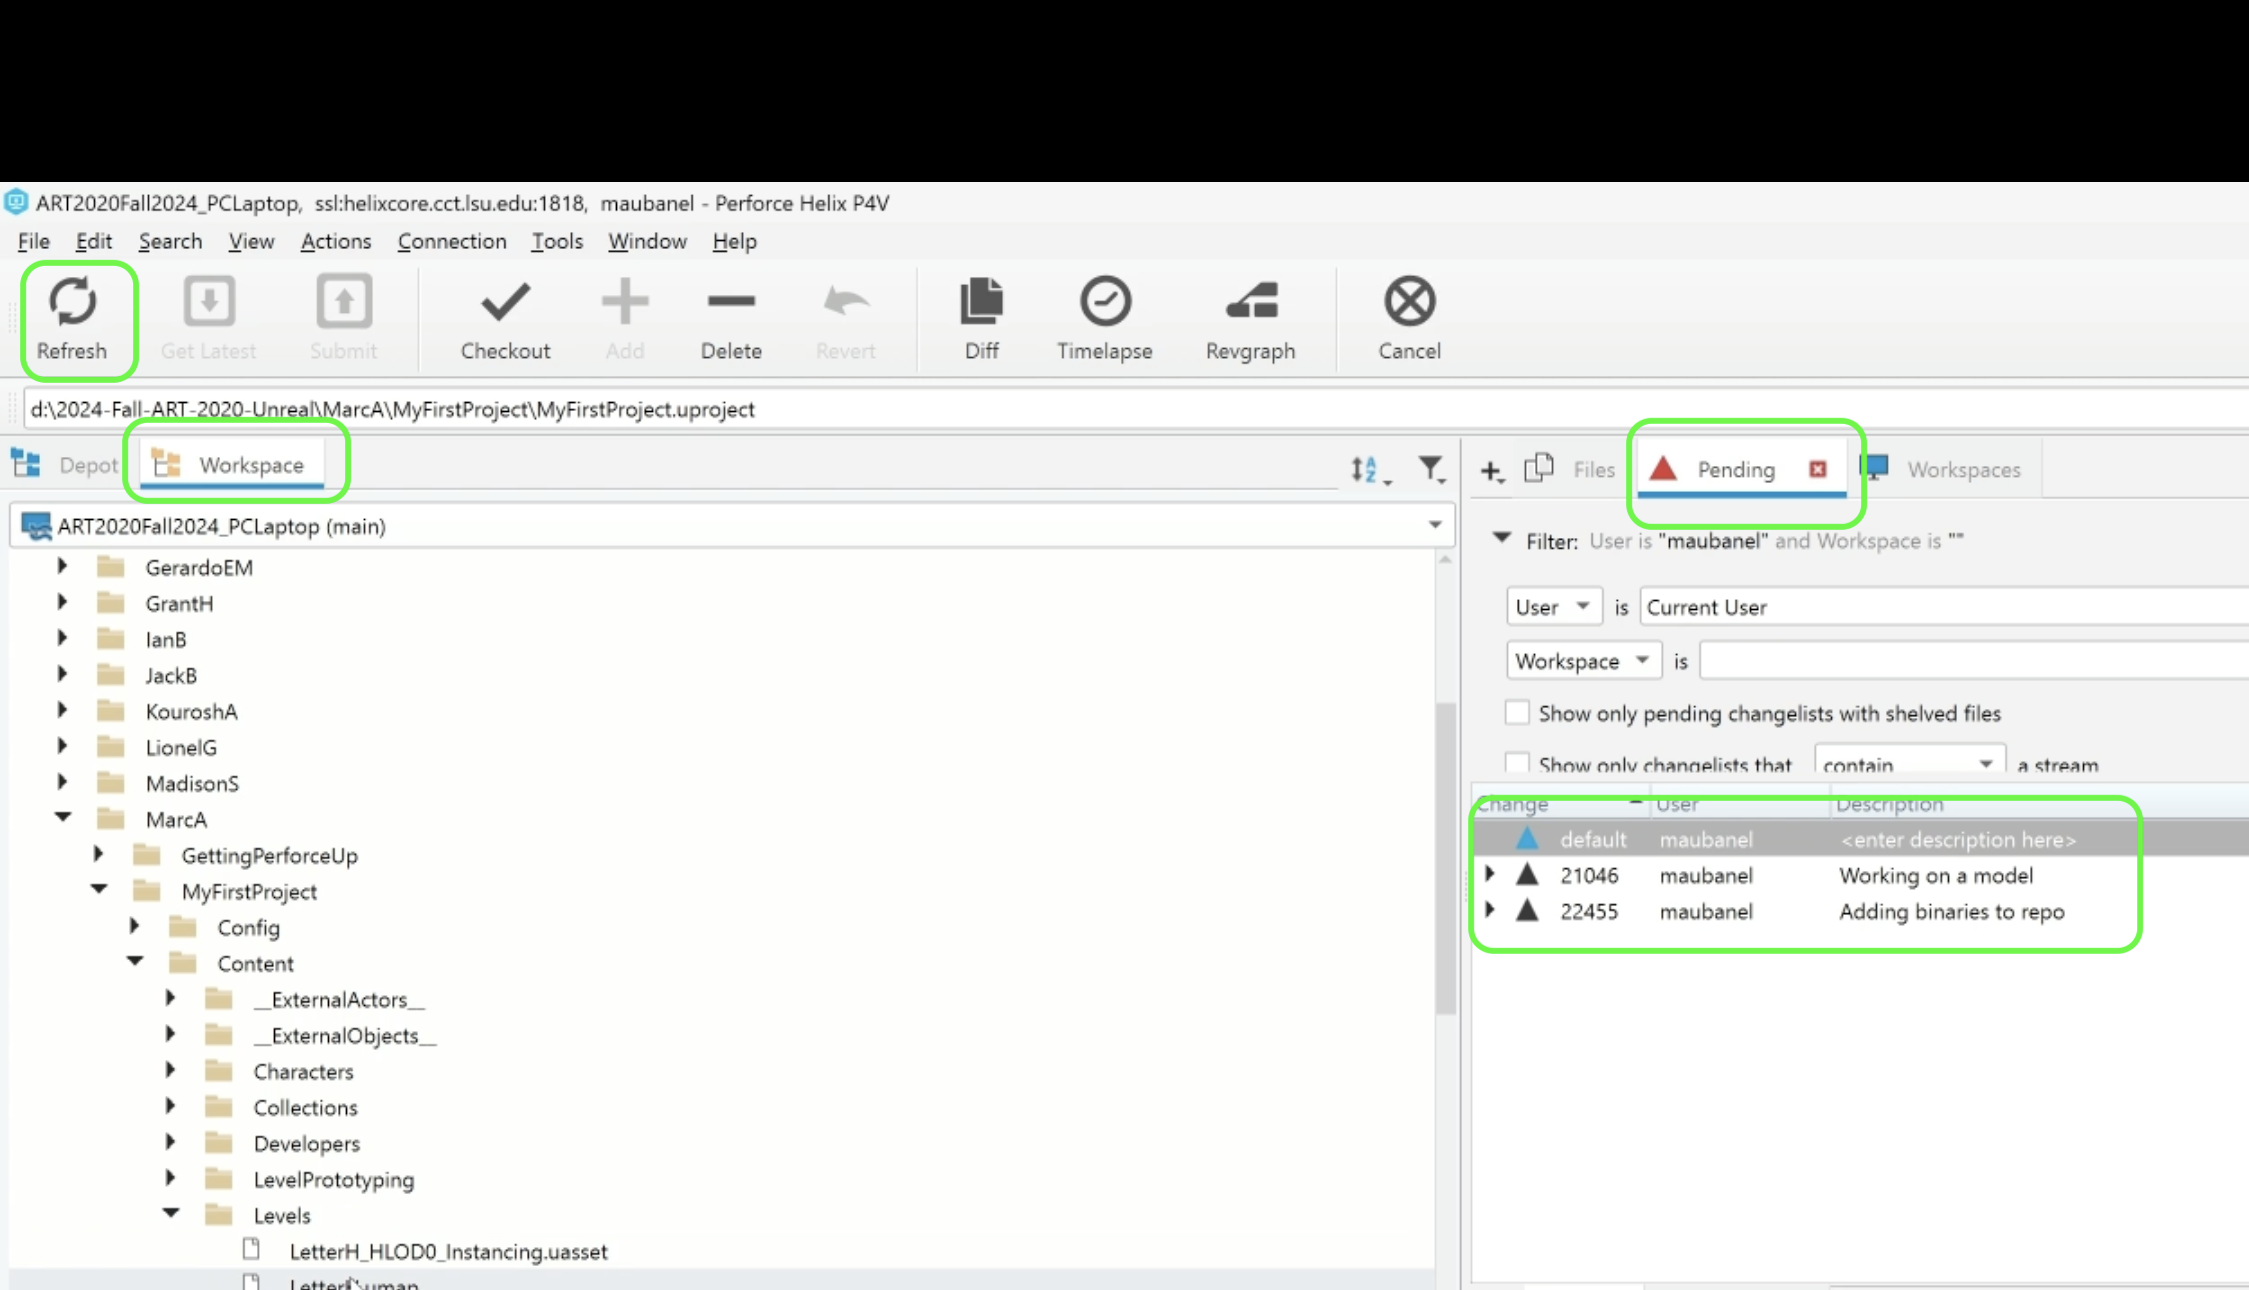 ART2020Fall2024_PCLaptop, ssl:helixcore.cct.lsu.edu:1818, maubanel - Perforce Helix P4V
File Edit Search View Actions Connection Tools Window Help
Refresh Get Latest Submit Checkout Add Delete Revert Diff Timelapse Revgraph Cancel
d:\2024-Fall-ART-2020-Unreal\MarcA\MyFirstProject\MyFirstProject.uproject
Depot Workspace
ART2020Fall2024_PCLaptop (main)
GerardoEM
GrantH
IanB
JackB
KouroshA
LionelG
MadisonS
MarcA
GettingPerforceUp
MyFirstProject
Config
Content
__ExternalActors__
__ExternalObjects__
Characters
Collections
Developers
LevelPrototyping
Levels
LetterH_HLOD0_Instancing.uasset
Files Pending Workspaces
Filter: User is "maubanel" and Workspace is ""
User is Current User
Workspace is
Show only pending changelists with shelved files
Show only changelists that contain a stream
Change User Description
default maubanel <enter description here>
21046 maubanel Working on a model
22455 maubanel Adding binaries to repo